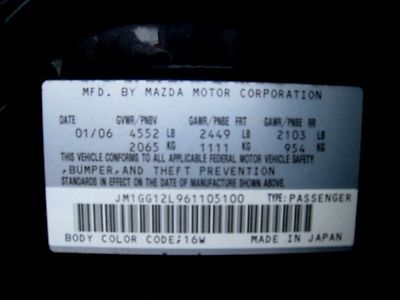 MFD. BY MAZDA MOTOR CORPORATION
DATE GVWR/PNBV GAWR/PNBE FRT GAWR/PNBE RR
01/06 4552 LB 2449 LB 2103 LB
2065 KG 1111 KG 954 KG
THIS VEHICLE CONFORMS TO ALL APPLICABLE FEDERAL MOTOR VEHICLE SAFETY
,BUMPER,AND THEFT PREVENTION
STANDARDS IN EFFECT ON THE DATE OF MANUFACTURE SHOWN ABOVE.
JM1GG12L961105100 TYPE:PASSENGER
BODY COLOR CODE;16W MADE IN JAPAN